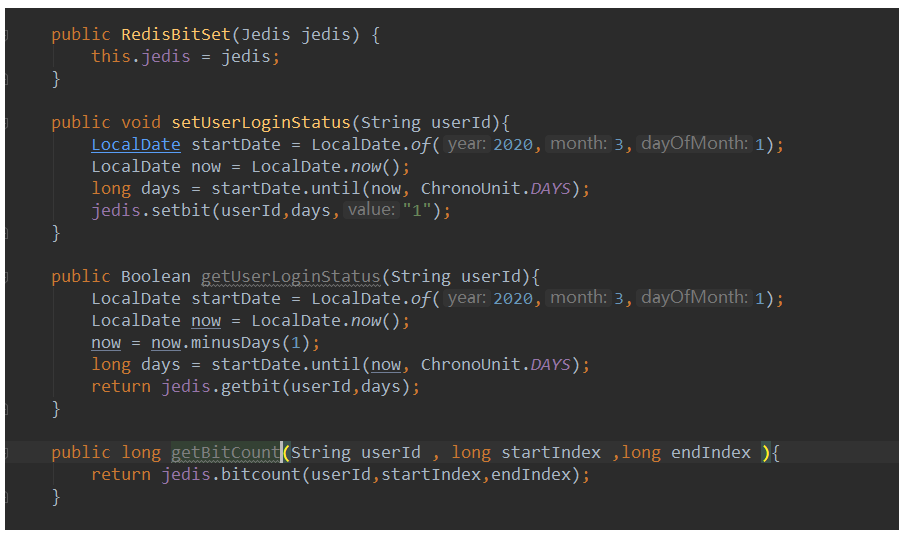 public RedisBitSet(Jedis jedis) {
this.jedis = jedis;
}
public void setUserLoginStatus(String userId){
LocalDate startDate = LocalDate.of( year: 2020, month: 3, dayOfMonth: 1);
LocalDate now = LocalDate.now();
long days = startDate.until(now, ChronoUnit.DAYS);
jedis.setbit(userId,days, value: "1");
}
public Boolean getUserLoginStatus(String userId){
LocalDate startDate = LocalDate.of( year: 2020, month: 3, dayOfMonth: 1);
LocalDate now = LocalDate.now();
now = now.minusDays(1);
long days = startDate.until(now, ChronoUnit.DAYS);
return jedis.getbit(userId,days);
}
public long getBitCount(String userId , long startIndex ,long endIndex ){
return jedis.bitcount(userId,startIndex,endIndex);
}